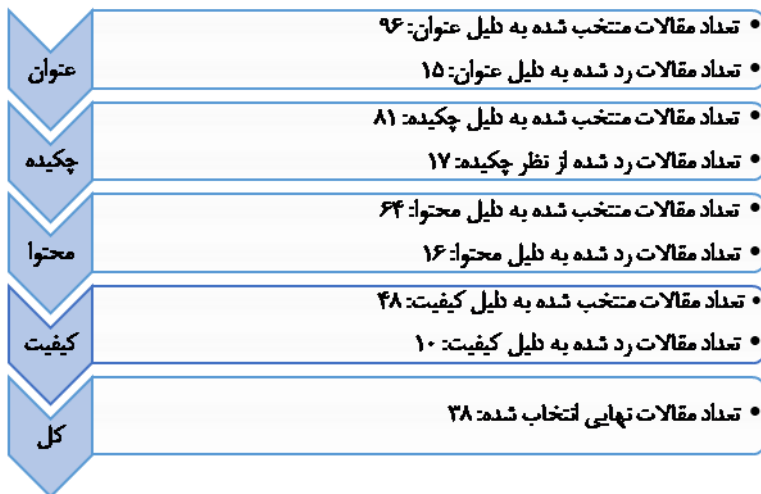 عنوان
• تعداد مقالات منتخب شده به دلیل عنوان: ۹۶
• تعداد مقالات رد شده به دلیل عنوان: ۱۵
چکیده
• تعداد مقالات منتخب شده به دلیل چکیده: ۸۱
• تعداد مقالات رد شده از نظر چکیده: ۱۷
محتوا
• تعداد مقالات منتخب شده به دلیل محتوا: ۶۴
• تعداد مقالات رد شده به دلیل محتوا: ۱۶
کیفیت
• تعداد مقالات منتخب شده به دلیل کیفیت: ۴۸
• تعداد مقالات رد شده به دلیل کیفیت: ۱۰
کل
• تعداد مقالات نهایی انتخاب شده: ۳۸